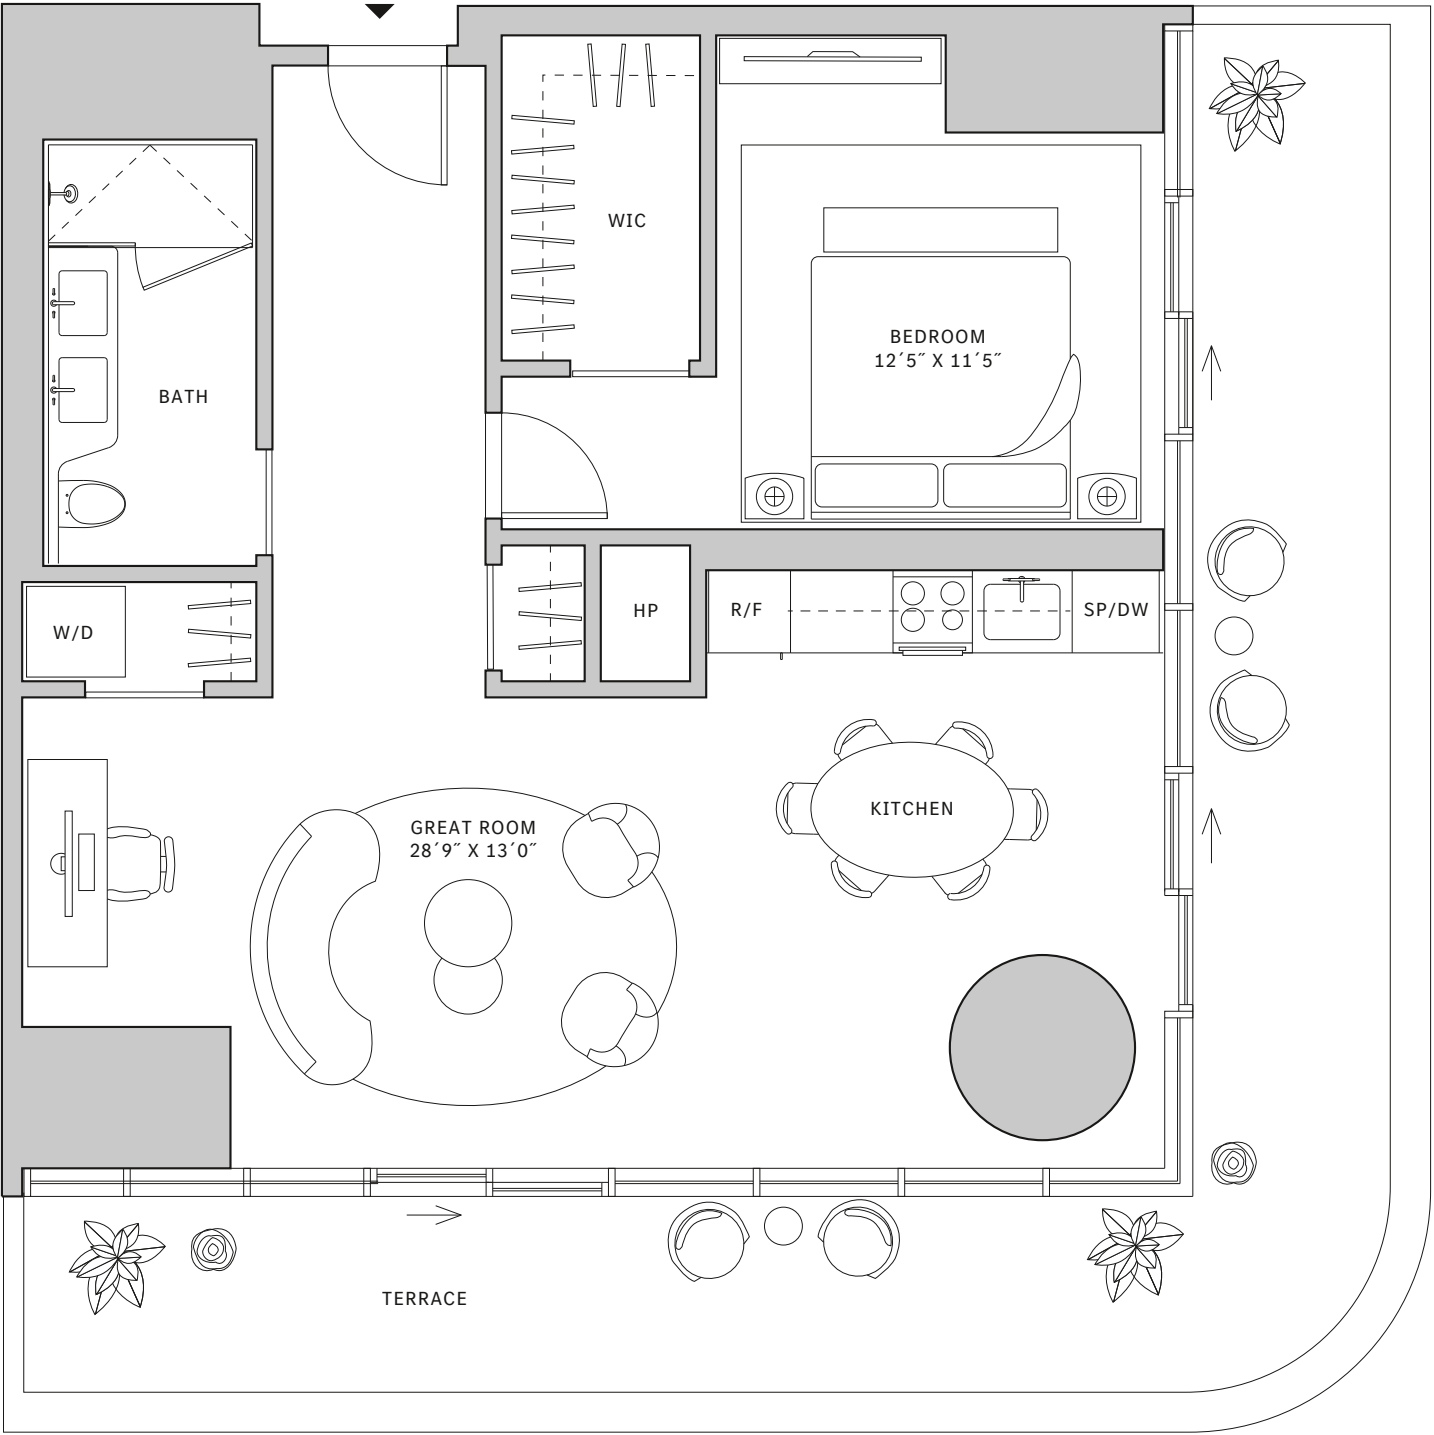 WIC
BEDROOM
12´5˝ X 11´5˝
BATH
W/D
HP
R/F
SP/DW
GREAT ROOM
28´9˝ X 13´0˝
KITCHEN
TERRACE